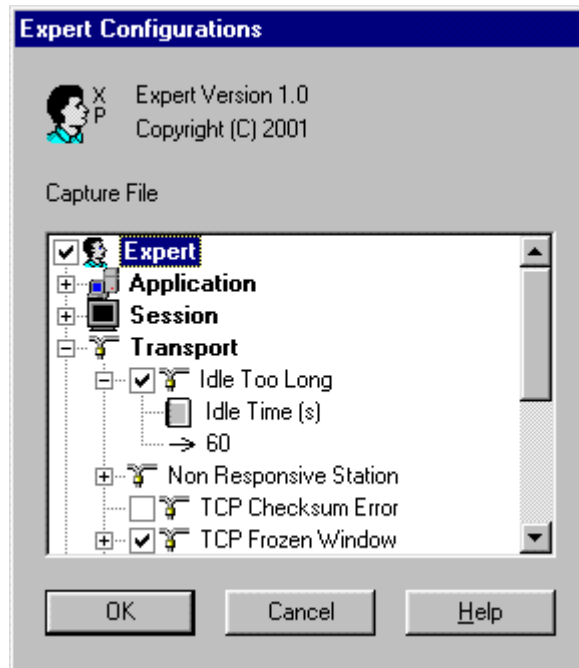 Expert Configurations
X
P
Expert Version 1.0
Copyright (C) 2001
Capture File
Expert
Application
Session
Transport
Idle Too Long
Idle Time (s)
60
Non Responsive Station
TCP Checksum Error
TCP Frozen Window
OK Cancel Help